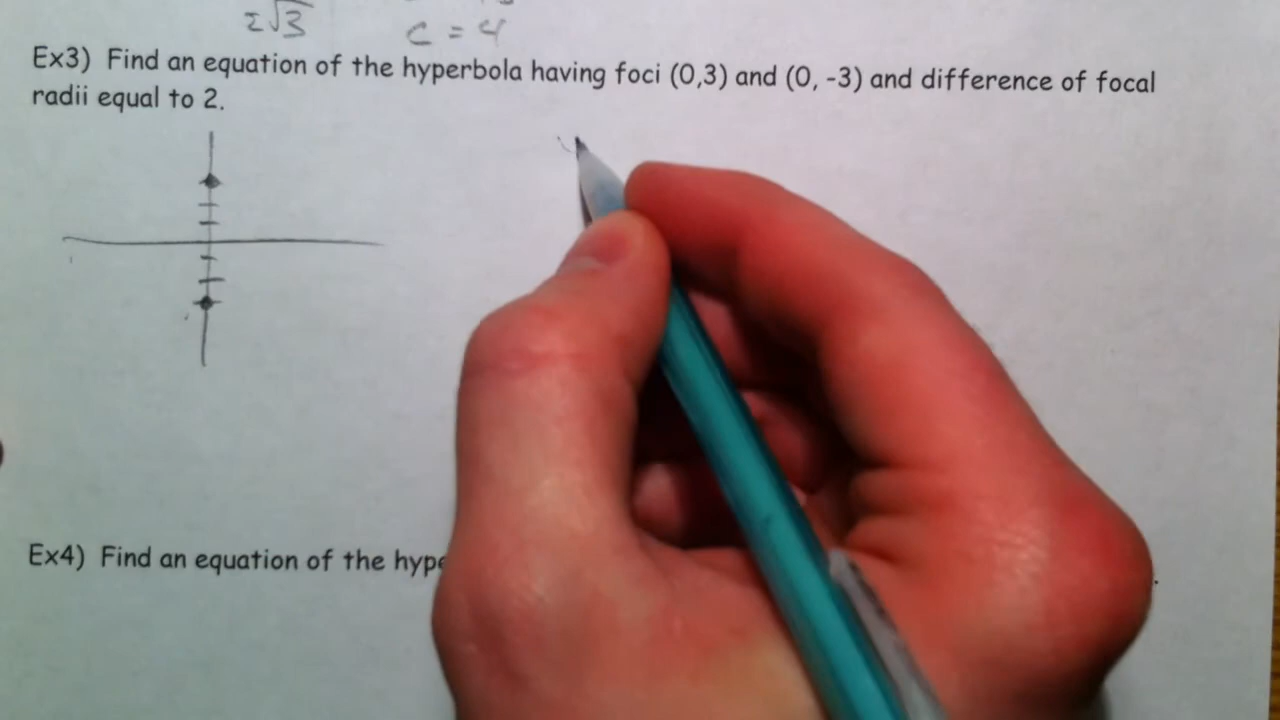 2√3 c = 4
Ex3) Find an equation of the hyperbola having foci (0,3) and (0, -3) and difference of focal
radii equal to 2.
Ex4) Find an equation of the